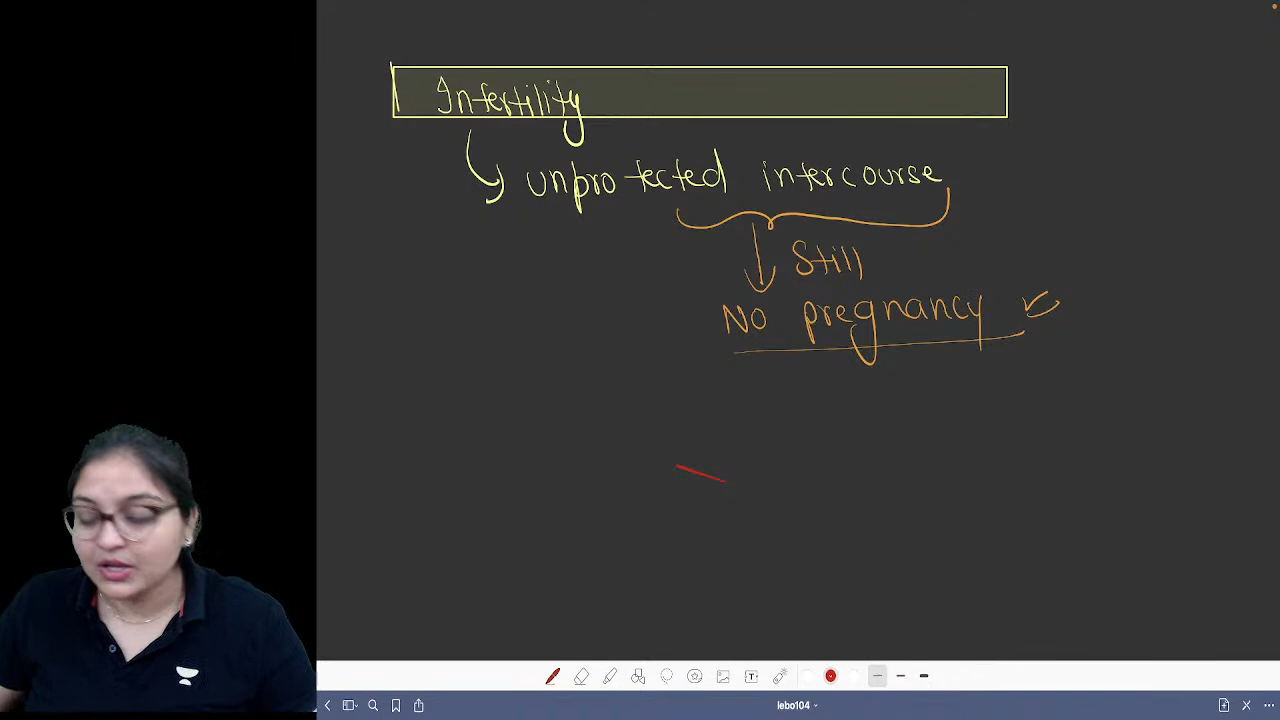 Infertility
unprotected intercourse
Still
No pregnancy
lebo104